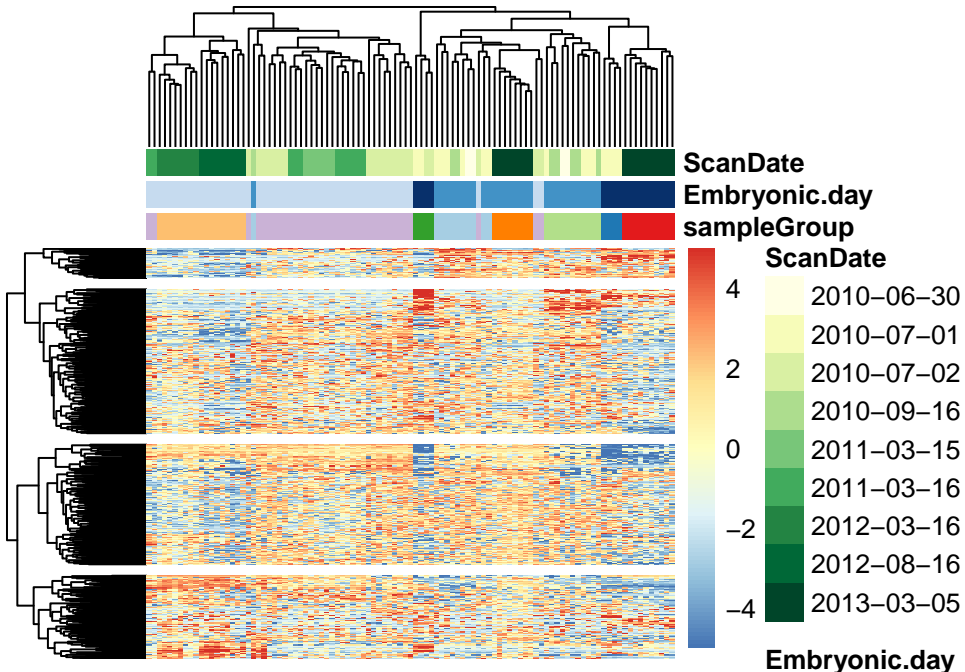 ScanDate
Embryonic.day
sampleGroup
ScanDate
4
2
0
−2
−4
2010−06−30
2010−07−01
2010−07−02
2010−09−16
2011−03−15
2011−03−16
2012−03−16
2012−08−16
2013−03−05
Embryonic.day